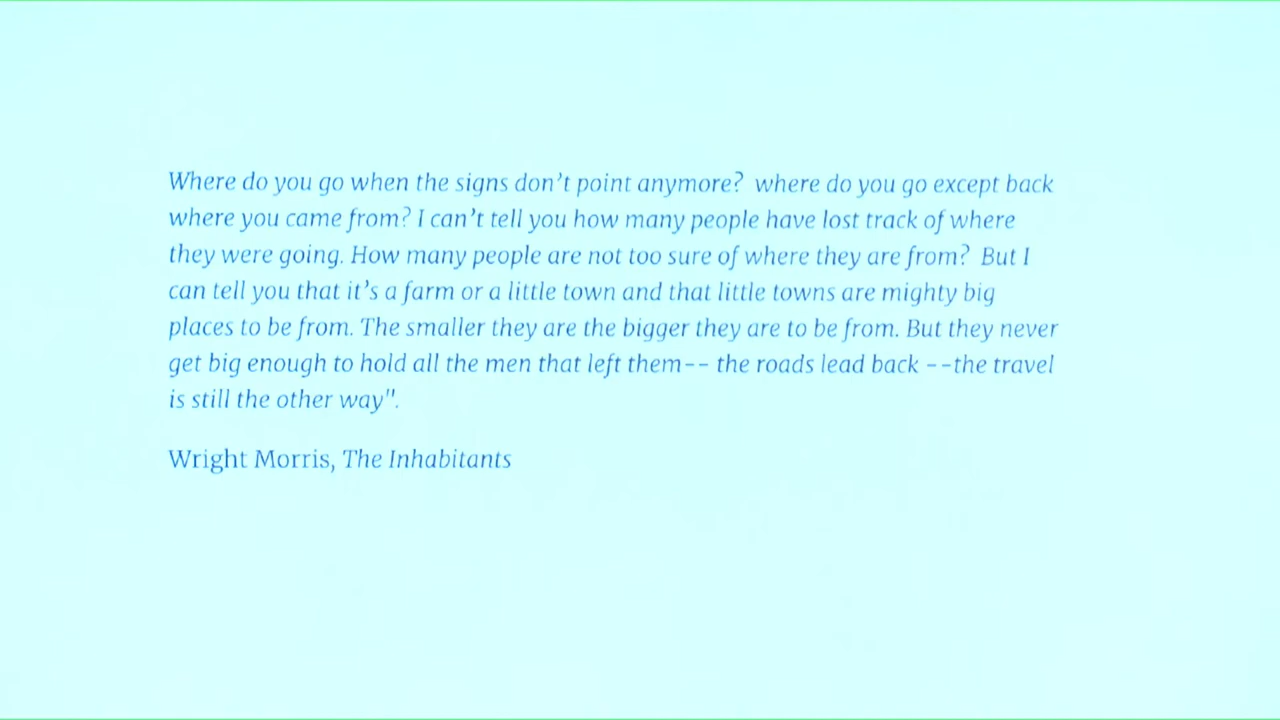 Where do you go when the signs don't point anymore?  where do you go except back
where you came from? I can't tell you how many people have lost track of where
they were going. How many people are not too sure of where they are from?  But I
can tell you that it's a farm or a little town and that little towns are mighty big
places to be from. The smaller they are the bigger they are to be from. But they never
get big enough to hold all the men that left them-- the roads lead back --the travel
is still the other way".
Wright Morris, The Inhabitants